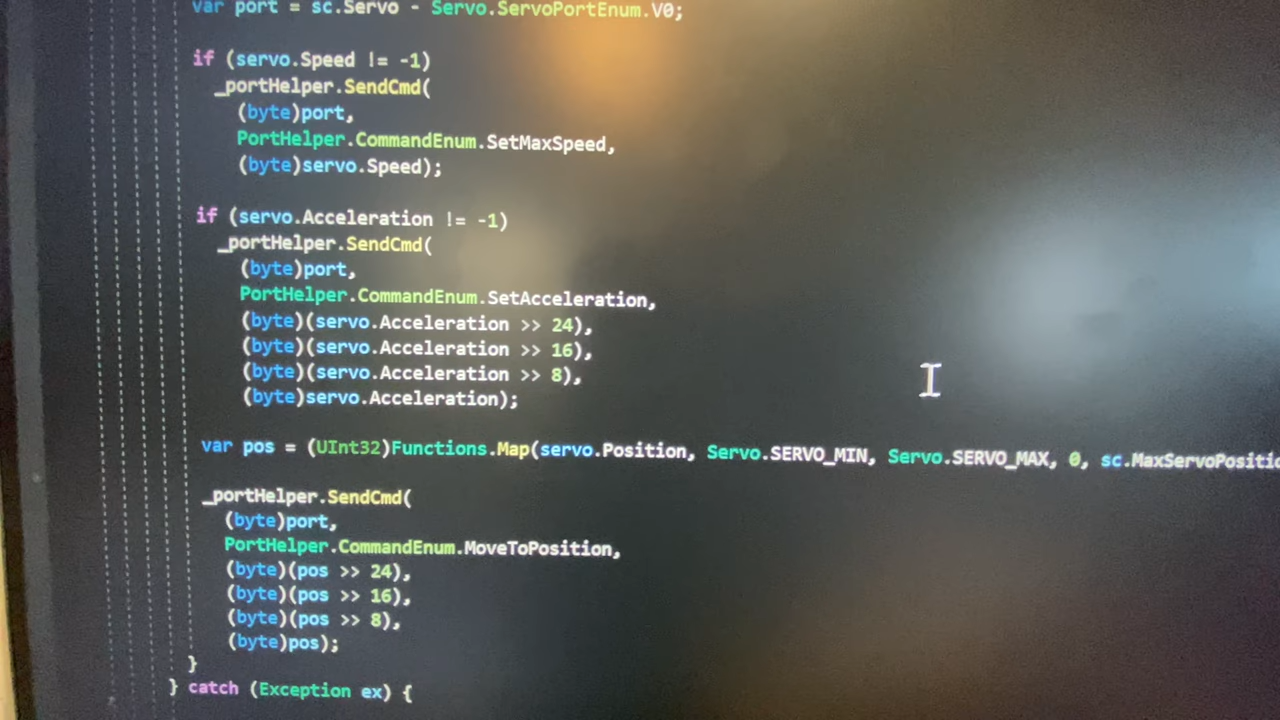 var port = sc.Servo - Servo.ServoPortEnum.V0;
if (servo.Speed != -1)
_portHelper.SendCmd(
(byte)port,
PortHelper.CommandEnum.SetMaxSpeed,
(byte)servo.Speed);
if (servo.Acceleration != -1)
_portHelper.SendCmd(
(byte)port,
PortHelper.CommandEnum.SetAcceleration,
(byte)(servo.Acceleration >> 24),
(byte)(servo.Acceleration >> 16),
(byte)(servo.Acceleration >> 8),
(byte)servo.Acceleration);
var pos = (UInt32)Functions.Map(servo.Position, Servo.SERVO_MIN, Servo.SERVO_MAX, 0, sc.MaxServoPositio
_portHelper.SendCmd(
(byte)port,
PortHelper.CommandEnum.MoveToPosition,
(byte)(pos >> 24),
(byte)(pos >> 16),
(byte)(pos >> 8),
(byte)pos);
}
} catch (Exception ex) {